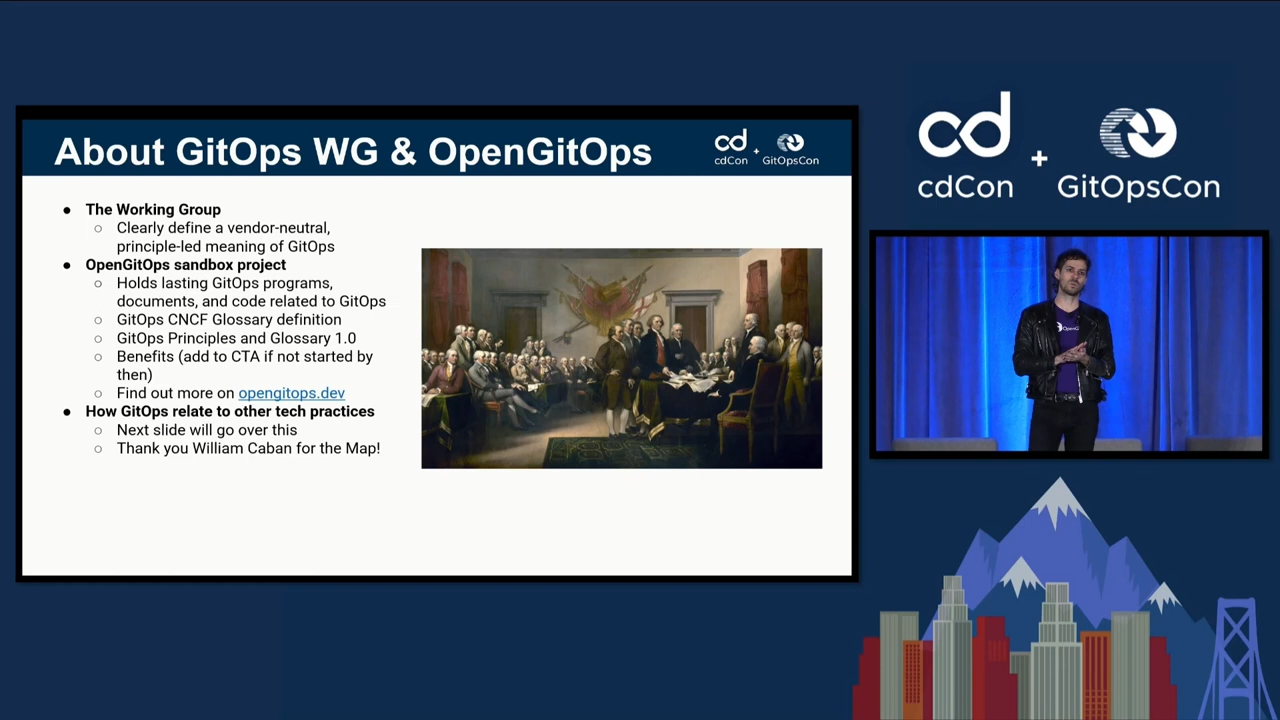 About GitOps WG & OpenGitOps
cd
cdCon
+
GitOpsCon
● The Working Group
○ Clearly define a vendor-neutral,
principle-led meaning of GitOps
● OpenGitOps sandbox project
○ Holds lasting GitOps programs,
documents, and code related to GitOps
○ GitOps CNCF Glossary definition
○ GitOps Principles and Glossary 1.0
○ Benefits (add to CTA if not started by
then)
○ Find out more on opengitops.dev
● How GitOps relate to other tech practices
○ Next slide will go over this
○ Thank you William Caban for the Map!
cd
cdCon
+
GitOpsCon